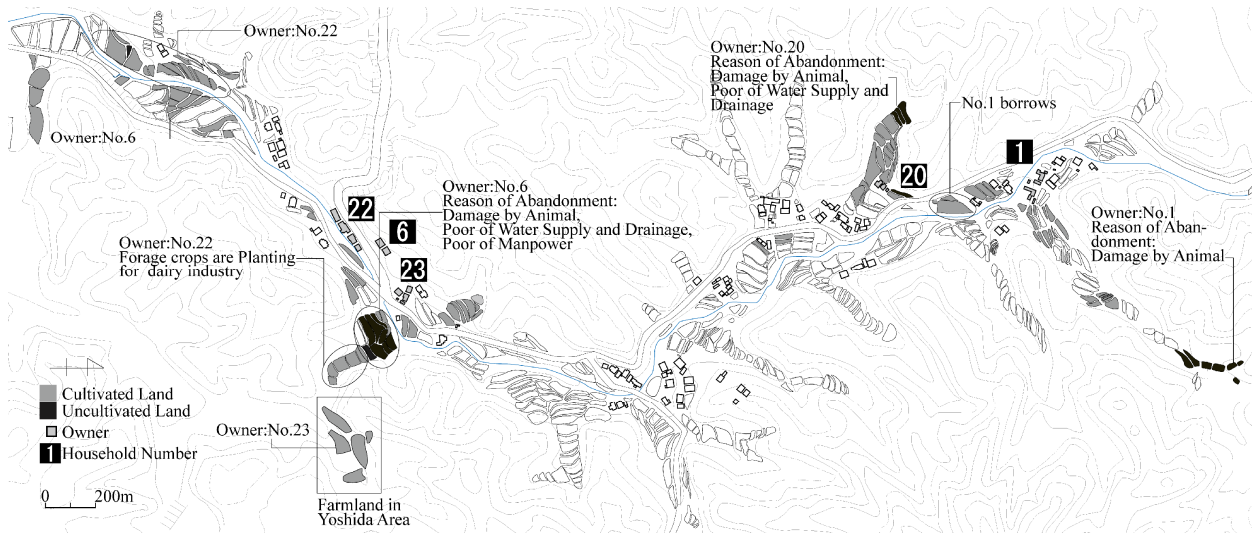 Owner:No.22
Owner:No.6
Owner:No.20
Reason of Abandonment:
Damage by Animal,
Poor of Water Supply and
Drainage
No.1 borrows
1
20
22
6
23
Owner:No.6
Reason of Abandonment:
Damage by Animal,
Poor of Water Supply and Drainage,
Poor of Manpower
Owner:No.1
Reason of Aban-
donment:
Damage by Animal
Owner:No.22
Forage crops are Planting
for dairy industry
Cultivated Land
Uncultivated Land
Owner
1 Household Number
0 200m
Owner:No.23
Farmland in
Yoshida Area